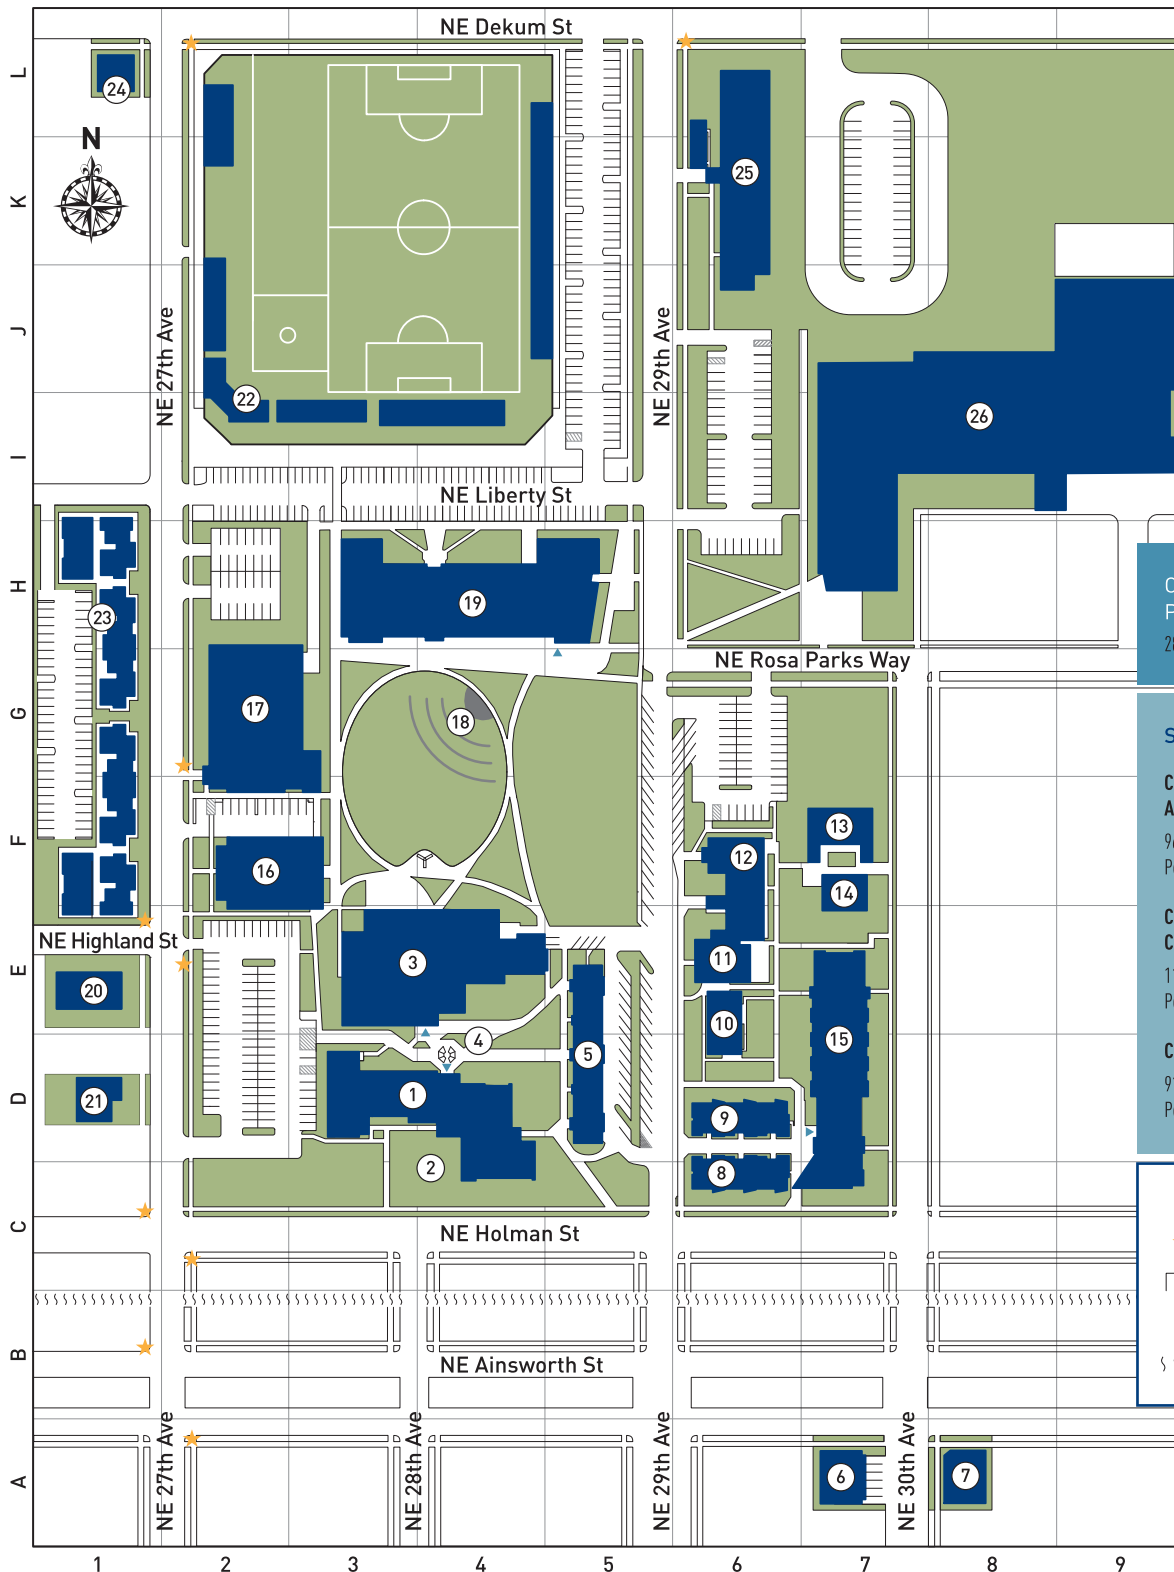 NE Dekum St
L
24
N
25
K
J
NE 27th Ave
NE 29th Ave
22
26
I
NE Liberty St
H
23
19
NE Rosa Parks Way
G
17
18
F
13
12
16
14
NE Highland St
E
3
11
20
10
4
15
5
D
1
21
9
2
8
C
NE Holman St
B
NE Ainsworth St
NE 27th Ave
NE 28th Ave
NE 29th Ave
NE 30th Ave
A
6
7
1 2 3 4 5 6 7 8 9